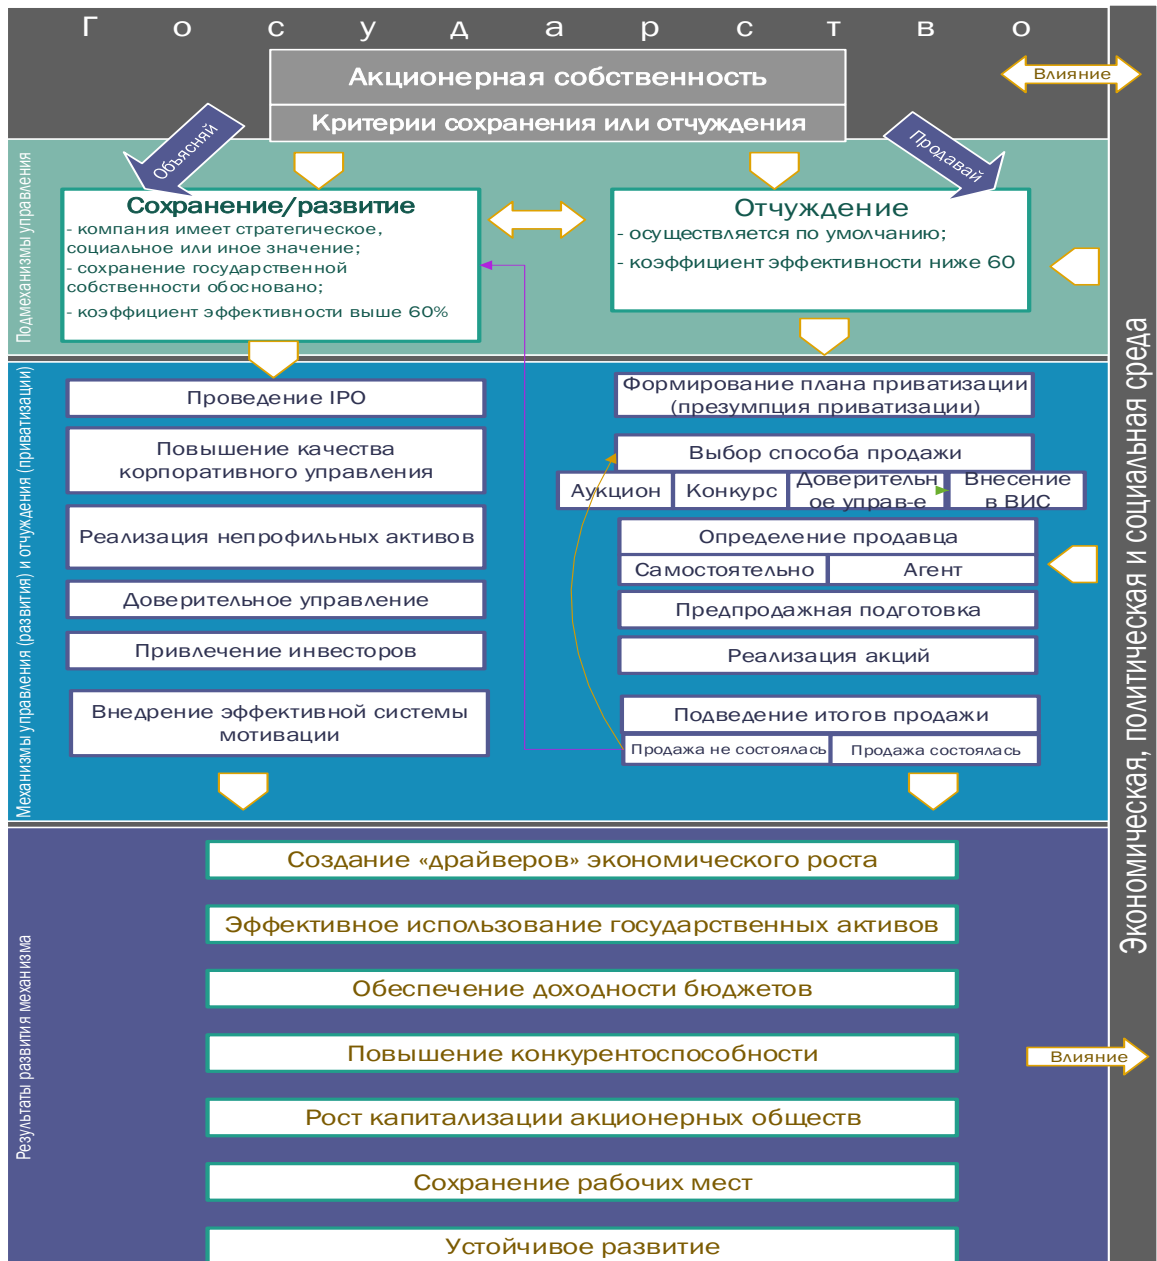 Государство
Акционерная собственность
Влияние
Критерии сохранения или отчуждения
Объясняй
Продавай
Подмеханизмы управления
Сохранение/развитие
- компания имеет стратегическое,
социальное или иное значение;
- сохранение государственной
собственности обосновано;
- коэффициент эффективности выше 60%
Отчуждение
- осуществляется по умолчанию;
- коэффициент эффективности ниже 60
Экономическая, политическая и социальная среда
Механизмы управления (развития) и отчуждения (приватизации)
Проведение IPO
Повышение качества
корпоративного управления
Реализация непрофильных активов
Доверительное управление
Привлечение инвесторов
Внедрение эффективной системы
мотивации
Формирование плана приватизации
(презумпция приватизации)
Выбор способа продажи
Аукцион
Конкурс
Доверительн
ое управ-е
Внесение
в ВИС
Определение продавца
Самостоятельно
Агент
Предпродажная подготовка
Реализация акций
Подведение итогов продажи
Продажа не состоялась
Продажа состоялась
Результаты развития механизма
Создание «драйверов» экономического роста
Эффективное использование государственных активов
Обеспечение доходности бюджетов
Повышение конкурентоспособности
Влияние
Рост капитализации акционерных обществ
Сохранение рабочих мест
Устойчивое развитие